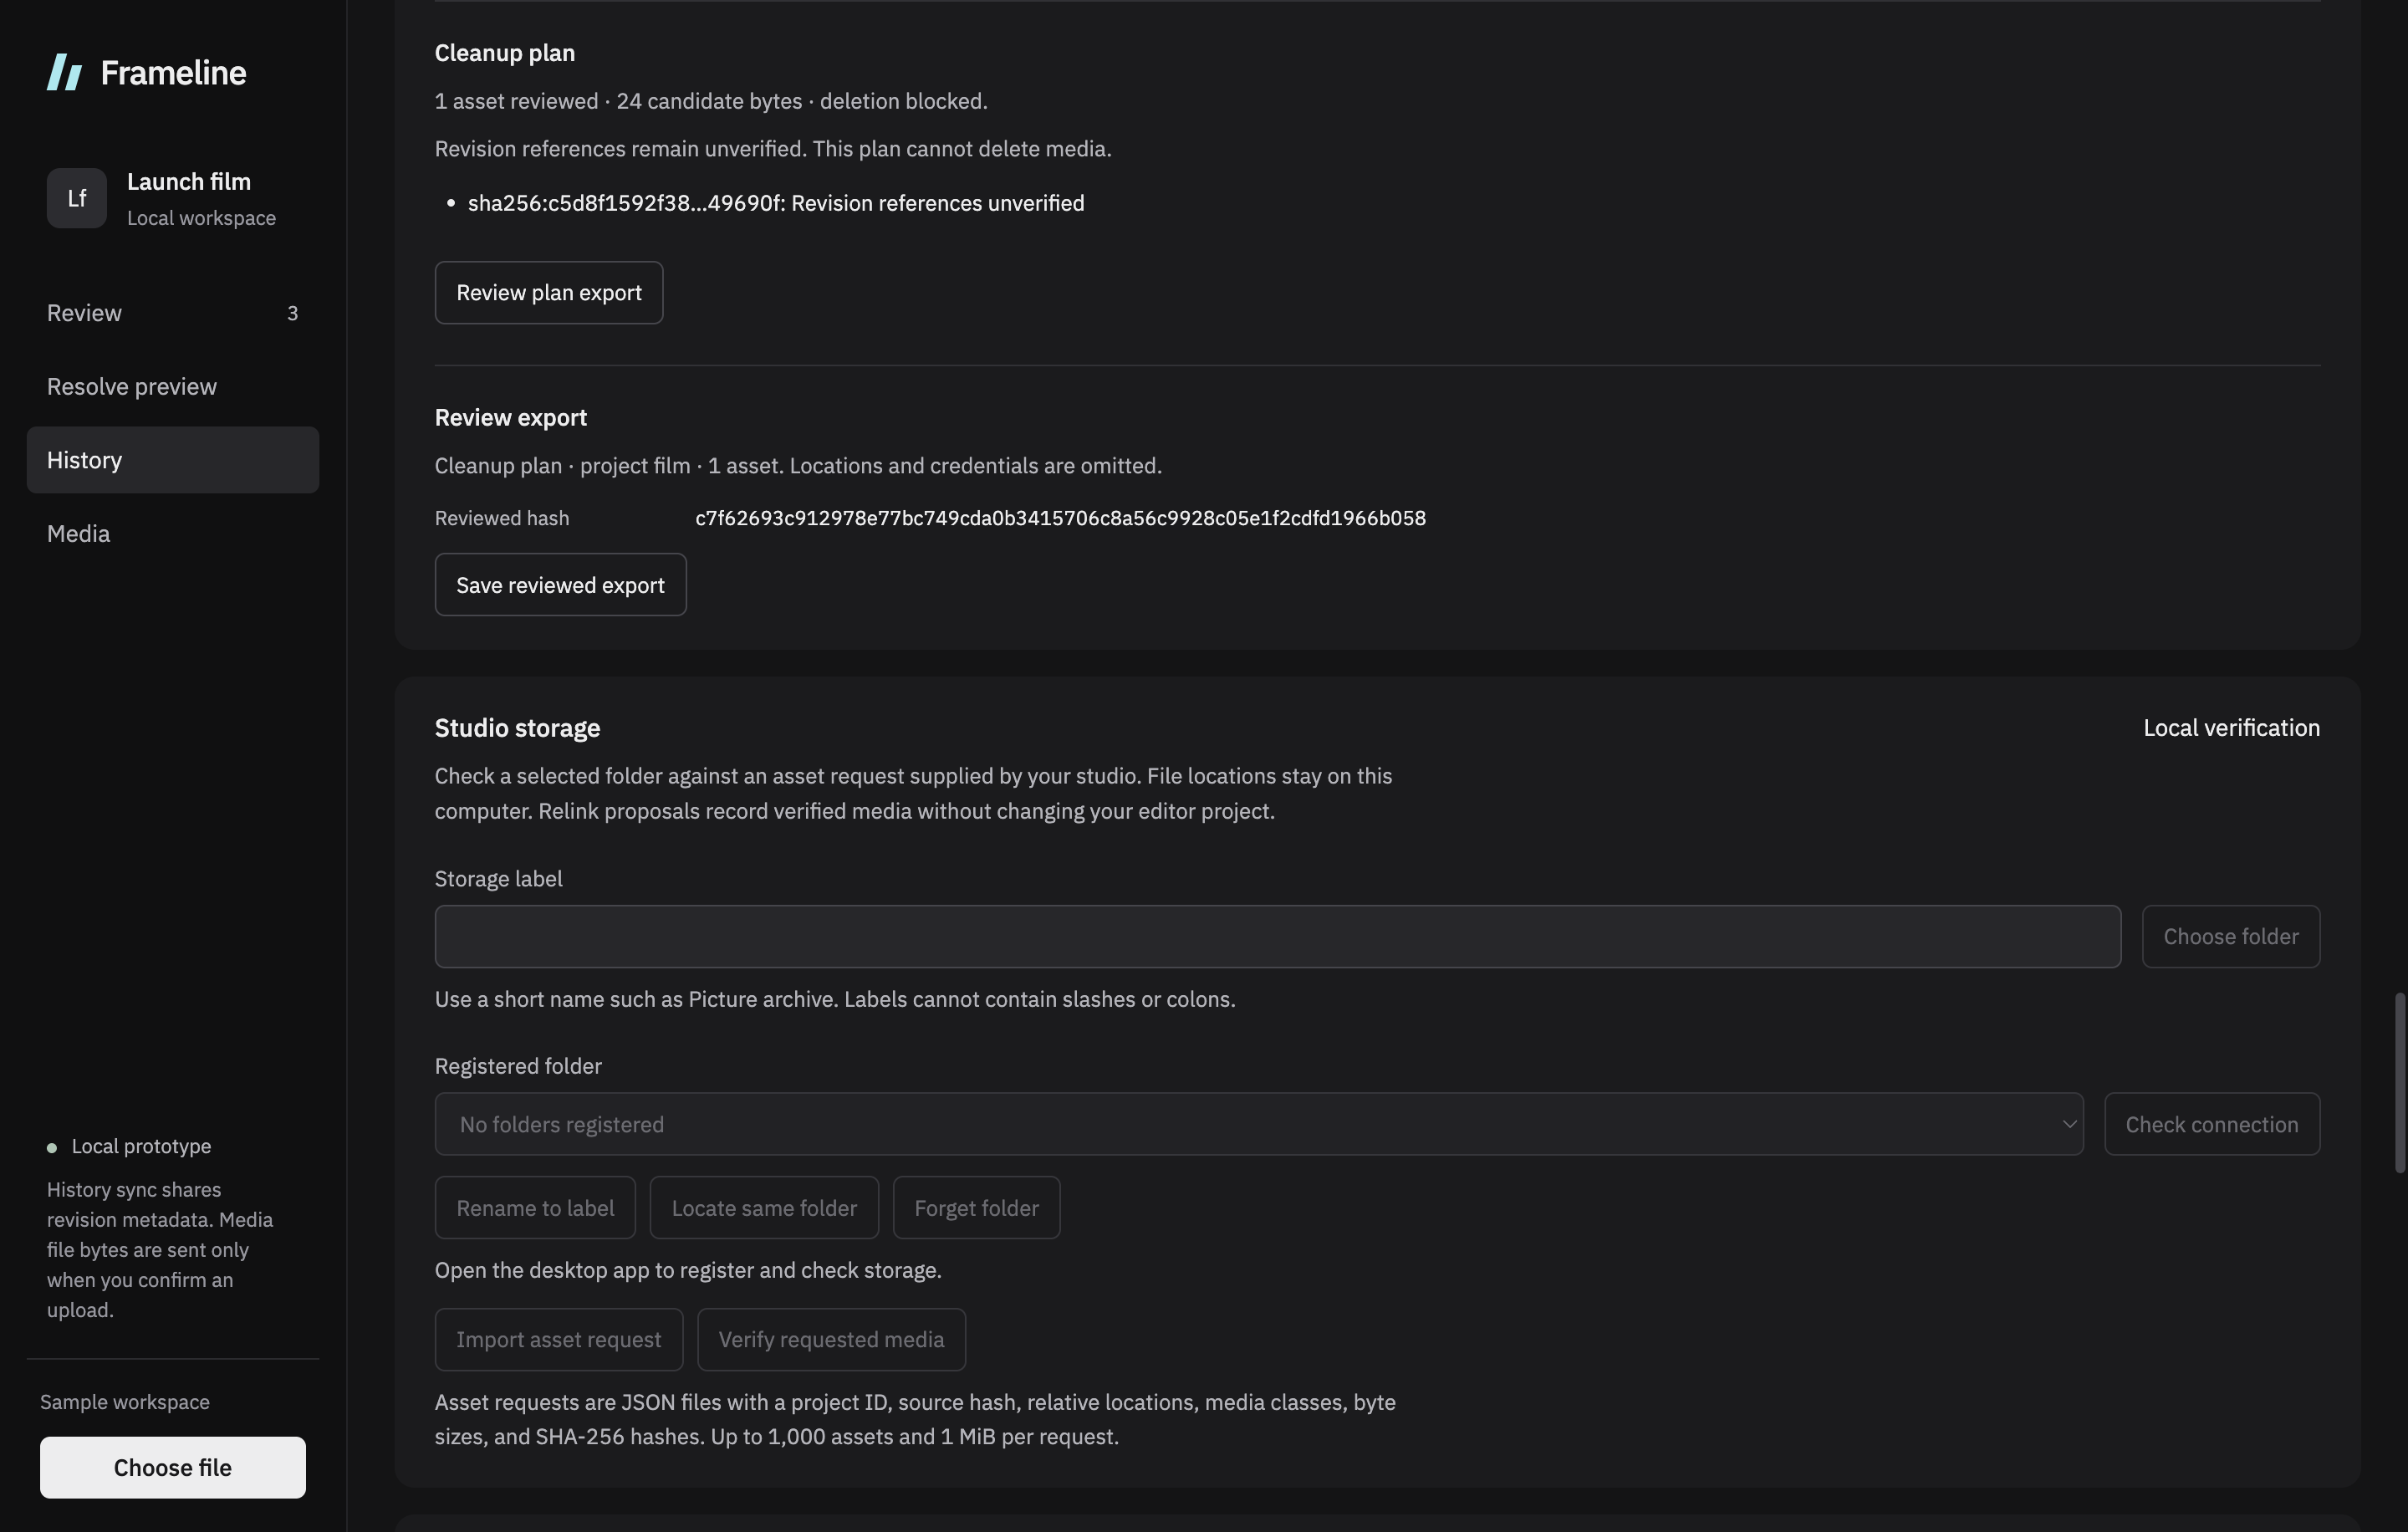 Frameline
Lf
Launch film
Local workspace
Review 3
Resolve preview
History
Media
Local prototype
History sync shares
revision metadata. Media
file bytes are sent only
when you confirm an
upload.
Sample workspace
Choose file
Cleanup plan
1 asset reviewed · 24 candidate bytes · deletion blocked.
Revision references remain unverified. This plan cannot delete media.
• sha256:c5d8f1592f38…49690f: Revision references unverified
Review plan export
Review export
Cleanup plan · project film · 1 asset. Locations and credentials are omitted.
Reviewed hash c7f62693c912978e77bc749cda0b3415706c8a56c9928c05e1f2cdfd1966b058
Save reviewed export
Studio storage
Local verification
Check a selected folder against an asset request supplied by your studio. File locations stay on this
computer. Relink proposals record verified media without changing your editor project.
Storage label
Choose folder
Use a short name such as Picture archive. Labels cannot contain slashes or colons.
Registered folder
No folders registered
Check connection
Rename to label
Locate same folder
Forget folder
Open the desktop app to register and check storage.
Import asset request
Verify requested media
Asset requests are JSON files with a project ID, source hash, relative locations, media classes, byte
sizes, and SHA-256 hashes. Up to 1,000 assets and 1 MiB per request.